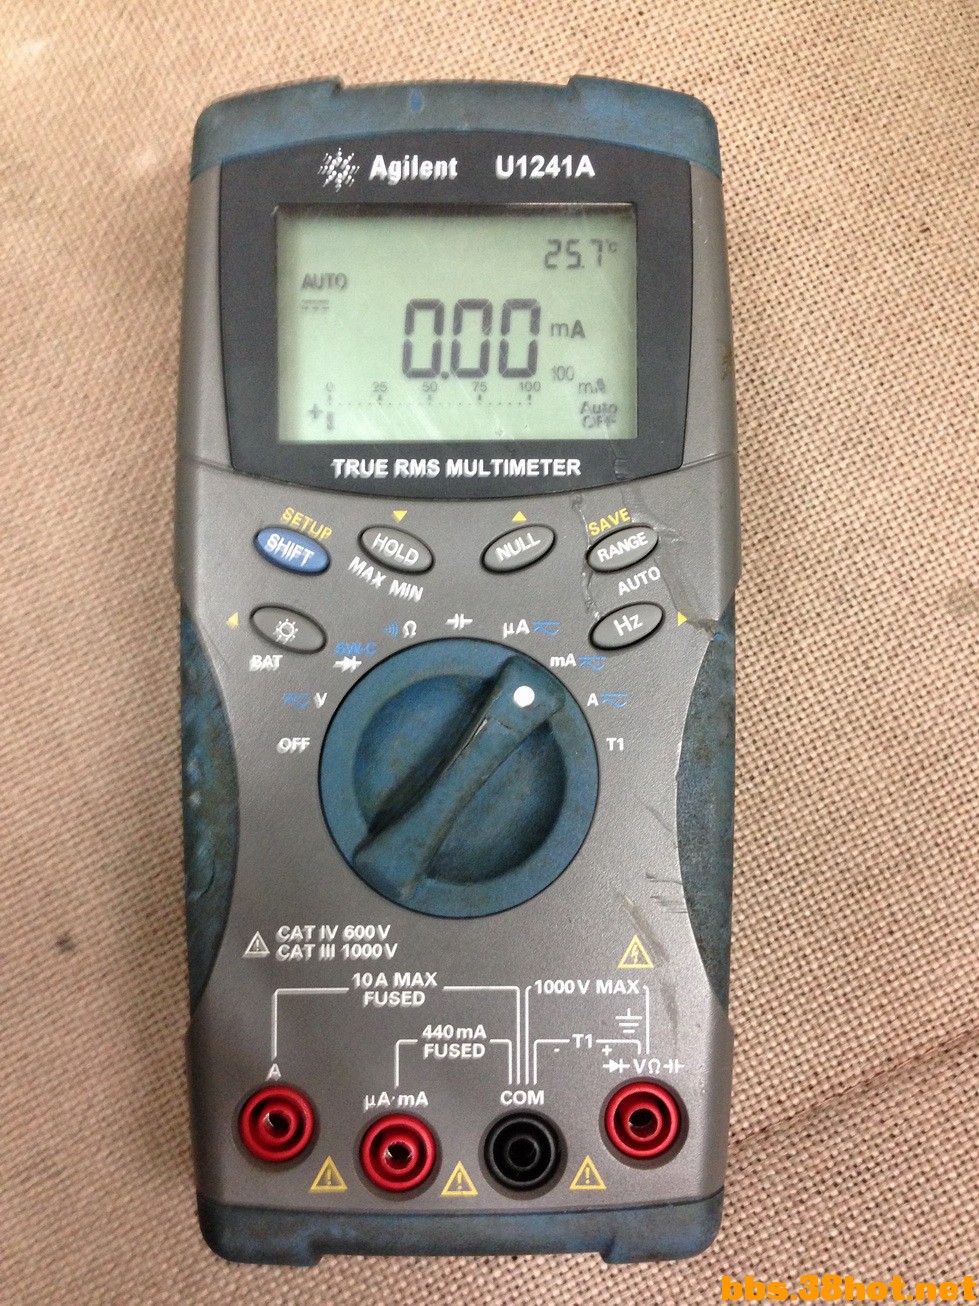 Agilent U1241A
25.7°C
AUTO
0.00 mA
100
0 25 50 75 100 mA
+
Auto
OFF
TRUE RMS MULTIMETER
SETUP
SAVE
SHIFT
HOLD
NULL
RANGE
MAX MIN
AUTO
Hz
BAT
SW-C
Ω
µA
mA
V
A
OFF
T1
CAT IV 600V
CAT III 1000V
10A MAX
FUSED
1000V MAX
440mA
FUSED
- T1 +
A
VΩ
µA·mA
COM
bbs.38hot.net